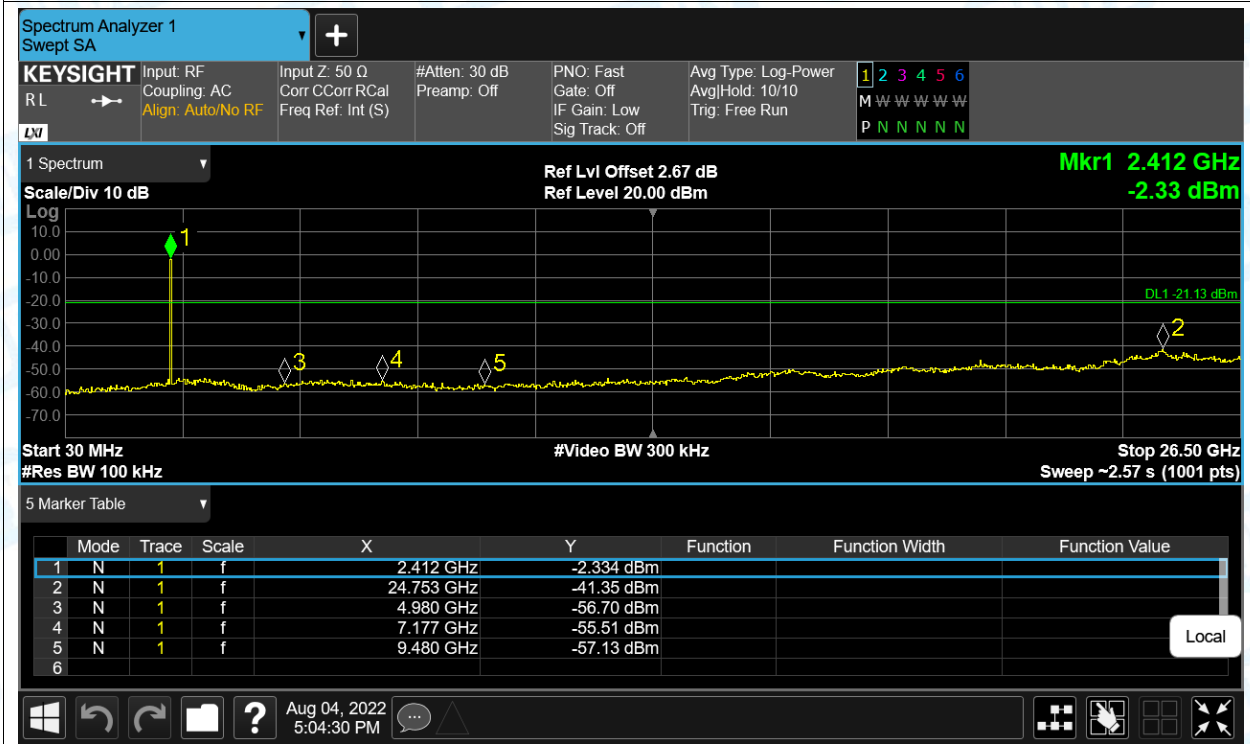 Spectrum Analyzer 1
Swept SA
KEYSIGHT
R L
LXI
Input: RF
Coupling: AC
Align: Auto/No RF
Input Z: 50 Ω
Corr CCorr RCal
Freq Ref: Int (S)
#Atten: 30 dB
Preamp: Off
PNO: Fast
Gate: Off
IF Gain: Low
Sig Track: Off
Avg Type: Log-Power
Avg|Hold: 10/10
Trig: Free Run
1 2 3 4 5 6
M W W W W W W
P N N N N N N
1 Spectrum
Scale/Div 10 dB
Ref Lvl Offset 2.67 dB
Ref Level 20.00 dBm
Mkr1 2.412 GHz
-2.33 dBm
Log
10.0
0.00
-10.0
-20.0
-30.0
-40.0
-50.0
-60.0
-70.0
1
DL1 -21.13 dBm
2
3
4
5
Start 30 MHz
#Res BW 100 kHz
#Video BW 300 kHz
Stop 26.50 GHz
Sweep ~2.57 s (1001 pts)
5 Marker Table
Mode Trace Scale X Y Function Function Width Function Value
1 N 1 f 2.412 GHz -2.334 dBm
2 N 1 f 24.753 GHz -41.35 dBm
3 N 1 f 4.980 GHz -56.70 dBm
4 N 1 f 7.177 GHz -55.51 dBm
5 N 1 f 9.480 GHz -57.13 dBm
6
Local
?
Aug 04, 2022
5:04:30 PM